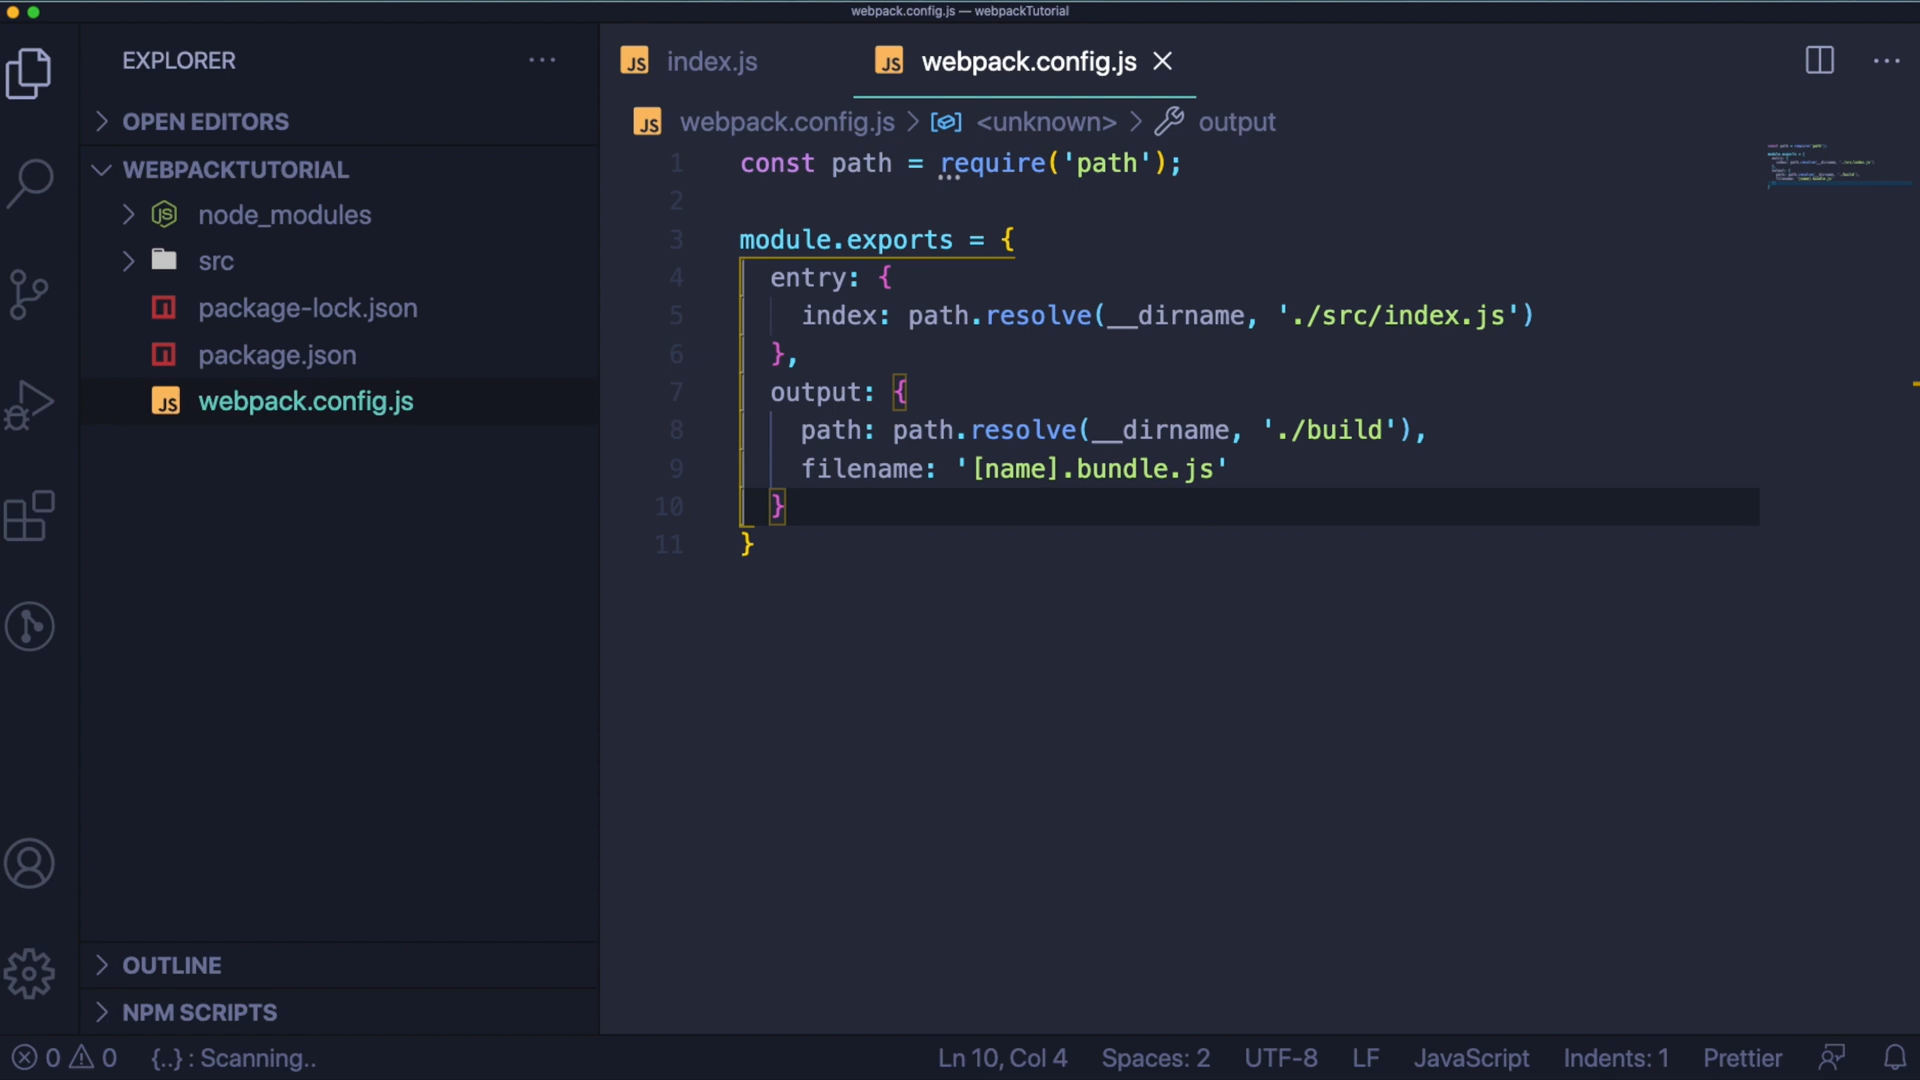 webpack.config.js — webpackTutorial
EXPLORER
OPEN EDITORS
WEBPACKTUTORIAL
node_modules
src
package-lock.json
package.json
JS webpack.config.js
OUTLINE
NPM SCRIPTS
JS index.js
JS webpack.config.js
JS webpack.config.js > <unknown> > output
1 const path = require('path');
2
3 module.exports = {
4 entry: {
5 index: path.resolve(__dirname, './src/index.js')
6 },
7 output: {
8 path: path.resolve(__dirname, './build'),
9 filename: '[name].bundle.js'
10 }
11 }
0 0 {..} : Scanning..
Ln 10, Col 4 Spaces: 2 UTF-8 LF JavaScript Indents: 1 Prettier